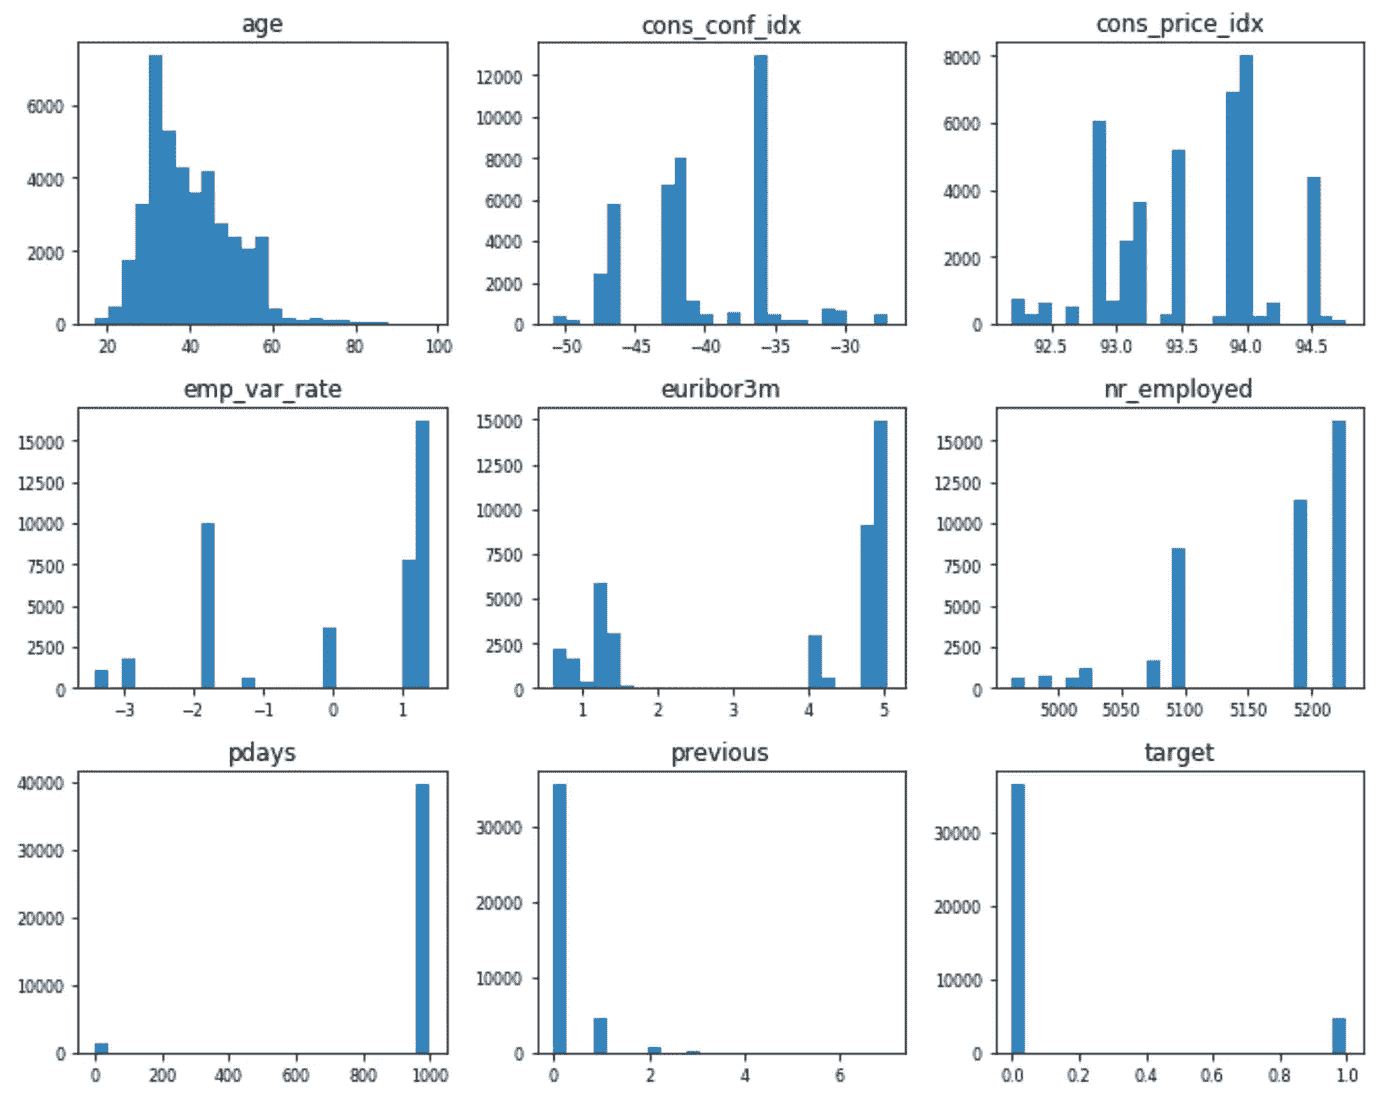 age
6000
4000
2000
0
20 40 60 80 100
cons_conf_idx
12000
10000
8000
6000
4000
2000
0
−50 −45 −40 −35 −30
cons_price_idx
8000
6000
4000
2000
0
92.5 93.0 93.5 94.0 94.5
emp_var_rate
15000
12500
10000
7500
5000
2500
0
−3 −2 −1 0 1
euribor3m
15000
12500
10000
7500
5000
2500
0
1 2 3 4 5
nr_employed
15000
12500
10000
7500
5000
2500
0
5000 5050 5100 5150 5200
pdays
40000
30000
20000
10000
0
0 200 400 600 800 1000
previous
30000
20000
10000
0
0 2 4 6
target
30000
20000
10000
0
0.0 0.2 0.4 0.6 0.8 1.0